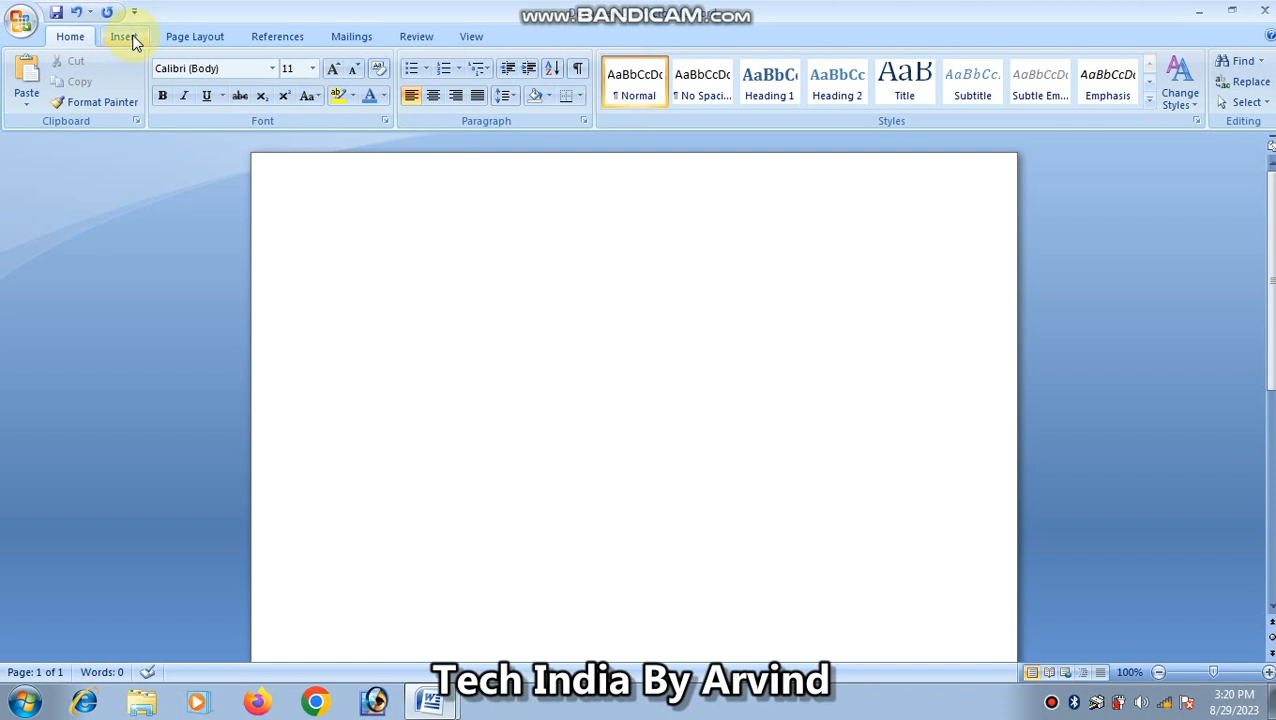 www.BANDICAM.com
Home Insert Page Layout References Mailings Review View
Cut Calibri (Body) 11 AaBbCcDc AaBbCcDc AaBbCc AaBbCc AaB AaBbCc. AaBbCcDc AaBbCcDc Find
Copy Replace
Paste Format Painter ¶ Normal ¶ No Spaci... Heading 1 Heading 2 Title Subtitle Subtle Em... Emphasis Change Styles Select
Clipboard Font Paragraph Styles Editing
Page: 1 of 1 Words: 0 100%
Tech India By Arvind
3:20 PM
8/29/2023